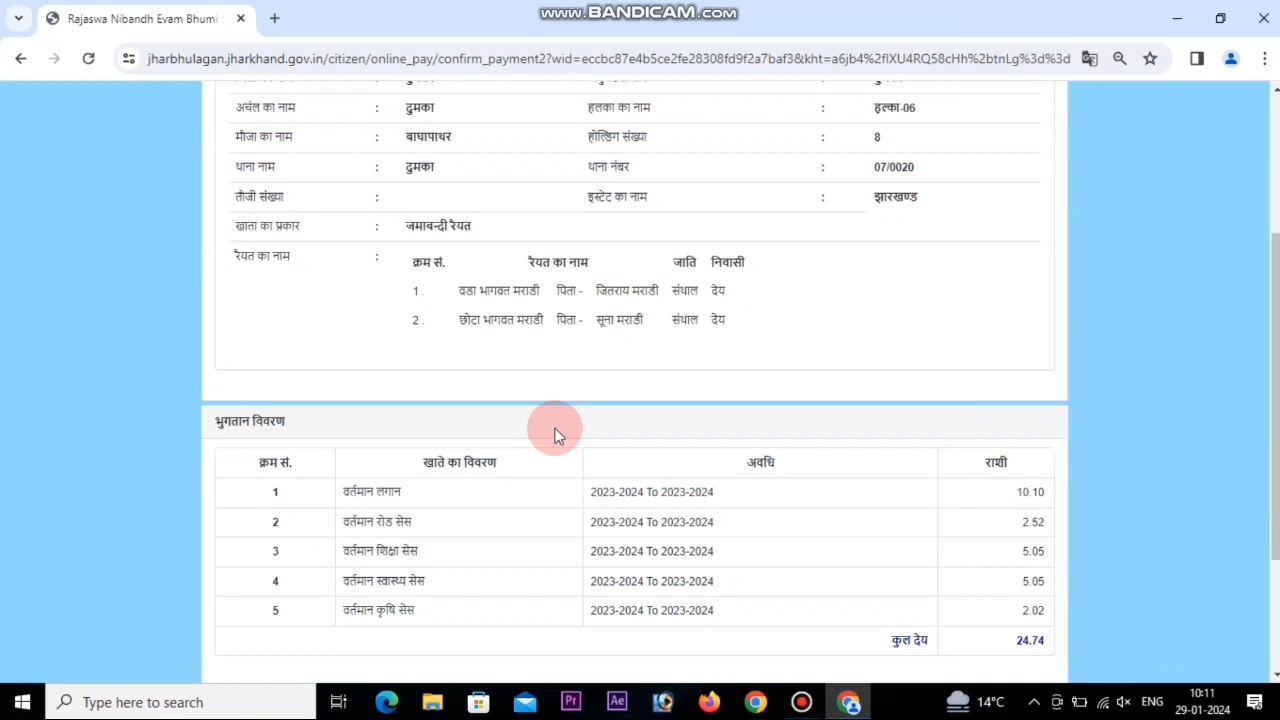 www.BANDICAM.com
Rajaswa Nibandh Evam Bhumi
jharbhulagan.jharkhand.gov.in/citizen/online_pay/confirm_payment2?wid=eccbc87e4b5ce2fe28308fd9f2a7baf3&kht=a6jb4%2flXU4RQ58cHh%2btnLg%3d%3d
अचंल का नाम : दुमका हलका का नाम : हल्का-06
मौजा का नाम : बाघापाथर होल्डिग संख्या : 8
थाना नाम : दुमका थाना नंबर : 07/0020
तौजी संख्या : इस्टेट का नाम : झारखण्ड
खाता का प्रकार : जमाबन्दी रैयत
रैयत का नाम :
क्रम सं. रैयत का नाम जाति निवासी
1 . वडा भागवत मराडी पिता - जितराय मराडी संथाल देय
2 . छोटा भागवत मराडी पिता - सूना मराडी संथाल देय
भुगतान विवरण
क्रम सं. खाते का विवरण अवधि राशी
1 वर्तमान लगान 2023-2024 To 2023-2024 10.10
2 वर्तमान रोड सेस 2023-2024 To 2023-2024 2.52
3 वर्तमान शिक्षा सेस 2023-2024 To 2023-2024 5.05
4 वर्तमान स्वास्थ्य सेस 2023-2024 To 2023-2024 5.05
5 वर्तमान कृषि सेस 2023-2024 To 2023-2024 2.02
कुल देय 24.74
Type here to search Pr Ae 14°C ENG 10:11
29-01-2024